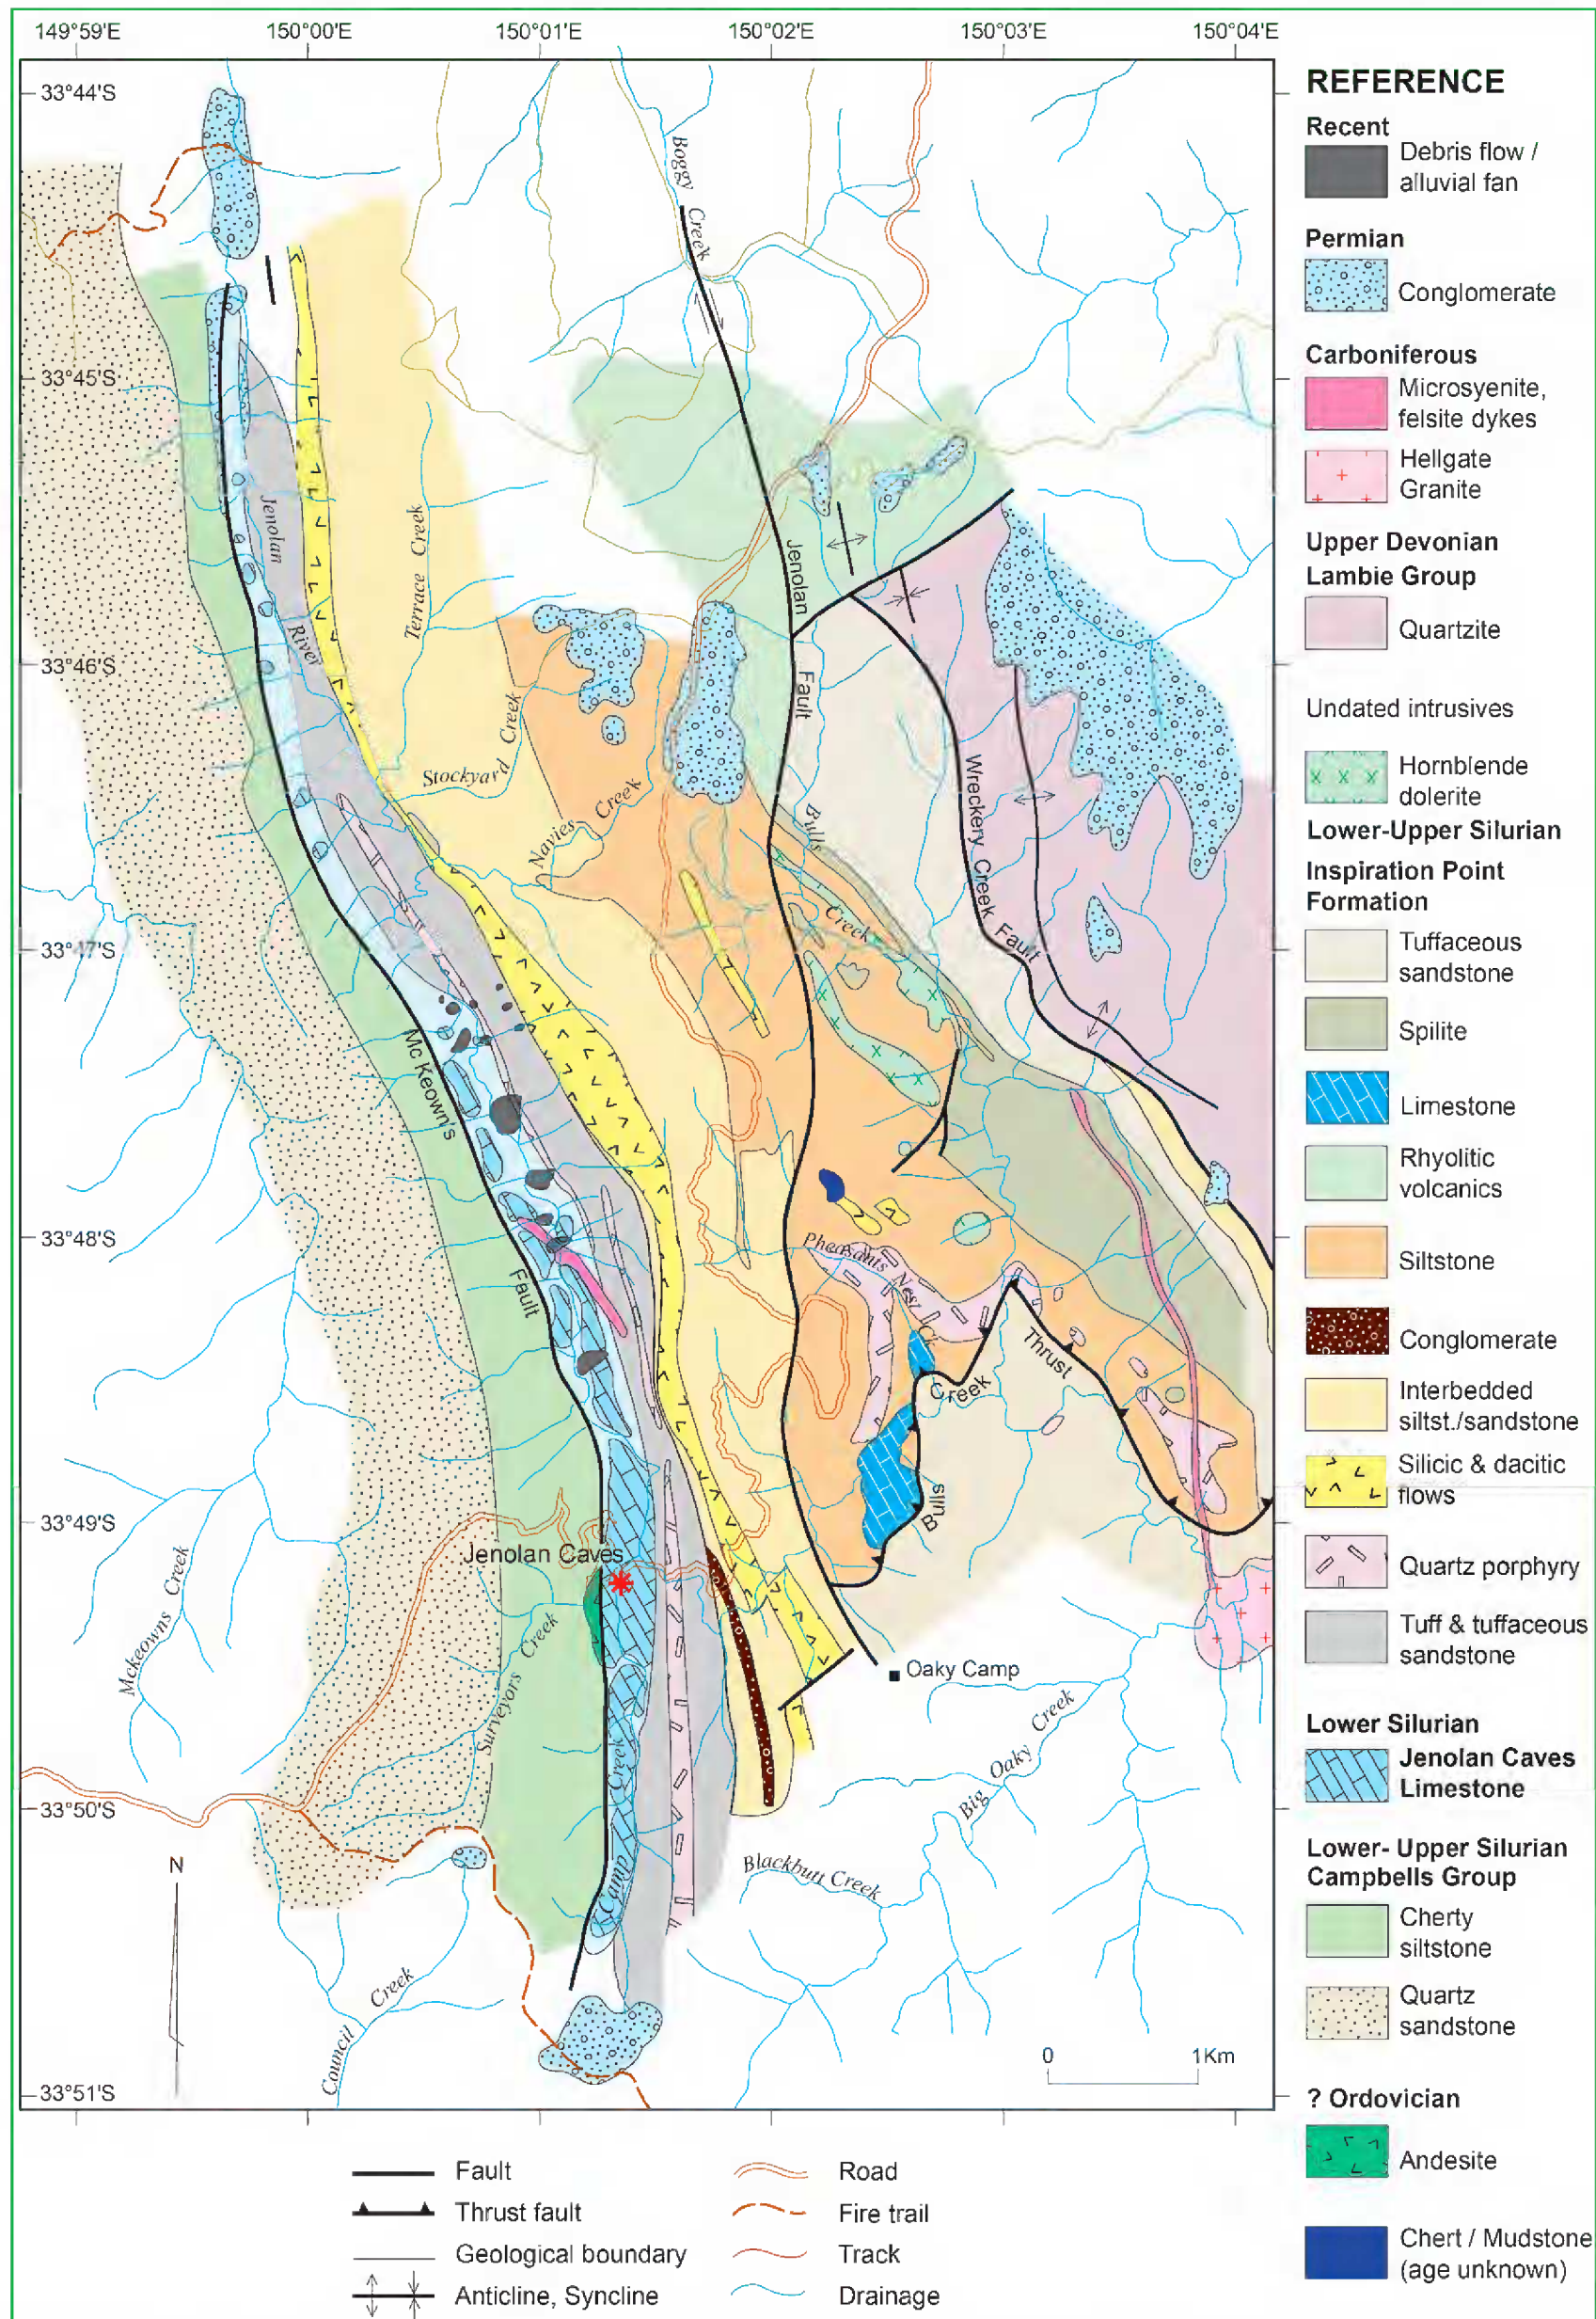 149°59'E
150°00'E
150°01'E
150°02'E
150°03'E
150°04'E
33°44'S
33°45'S
33°46'S
33°47'S
33°48'S
33°49'S
33°50'S
33°51'S
Boggy
Creek
Jenolan
River
Terrace Creek
Stockyard Creek
Navies Creek
Jenolan
Fault
Bulls
Creek
Wreckery Creek Fault
Mc Keown's
Fault
Pheasants Nest Ck
Thrust
Creek
Bulls
Jenolan Caves
Mckeowns Creek
Surveyors Creek
Camp Creek
Oaky Camp
Big Oaky Creek
Blackbutt Creek
Council Creek
N
0 1Km
REFERENCE
Recent
Debris flow /
alluvial fan
Permian
Conglomerate
Carboniferous
Microsyenite,
felsite dykes
Hellgate
Granite
Upper Devonian
Lambie Group
Quartzite
Undated intrusives
Hornblende
dolerite
Lower-Upper Silurian
Inspiration Point
Formation
Tuffaceous
sandstone
Spilite
Limestone
Rhyolitic
volcanics
Siltstone
Conglomerate
Interbedded
siltst./sandstone
Silicic & dacitic
flows
Quartz porphyry
Tuff & tuffaceous
sandstone
Lower Silurian
Jenolan Caves
Limestone
Lower- Upper Silurian
Campbells Group
Cherty
siltstone
Quartz
sandstone
? Ordovician
Andesite
Chert / Mudstone
(age unknown)
Fault
Thrust fault
Geological boundary
Anticline, Syncline
Road
Fire trail
Track
Drainage